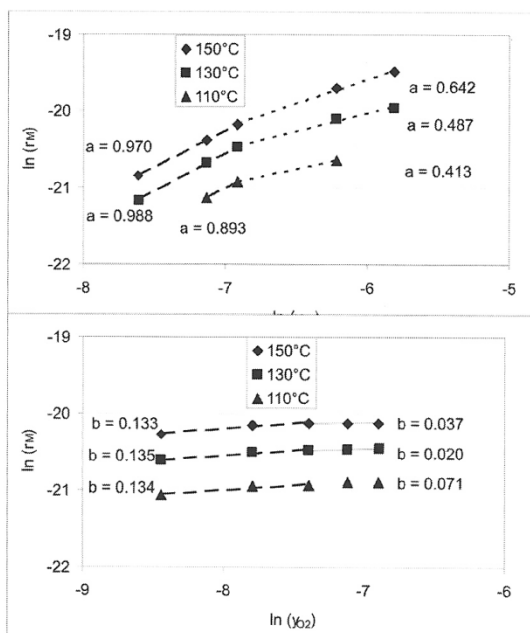 -19
150°C
130°C
110°C
-20
a = 0.642
ln (rM)
a = 0.970
a = 0.487
-21
a = 0.413
a = 0.988
a = 0.893
-22
-8
-7
-6
-5
-19
150°C
130°C
110°C
-20
b = 0.133
b = 0.037
ln (rM)
b = 0.135
b = 0.020
b = 0.134
b = 0.071
-21
-22
-9
-8
-7
-6
ln (yO2)